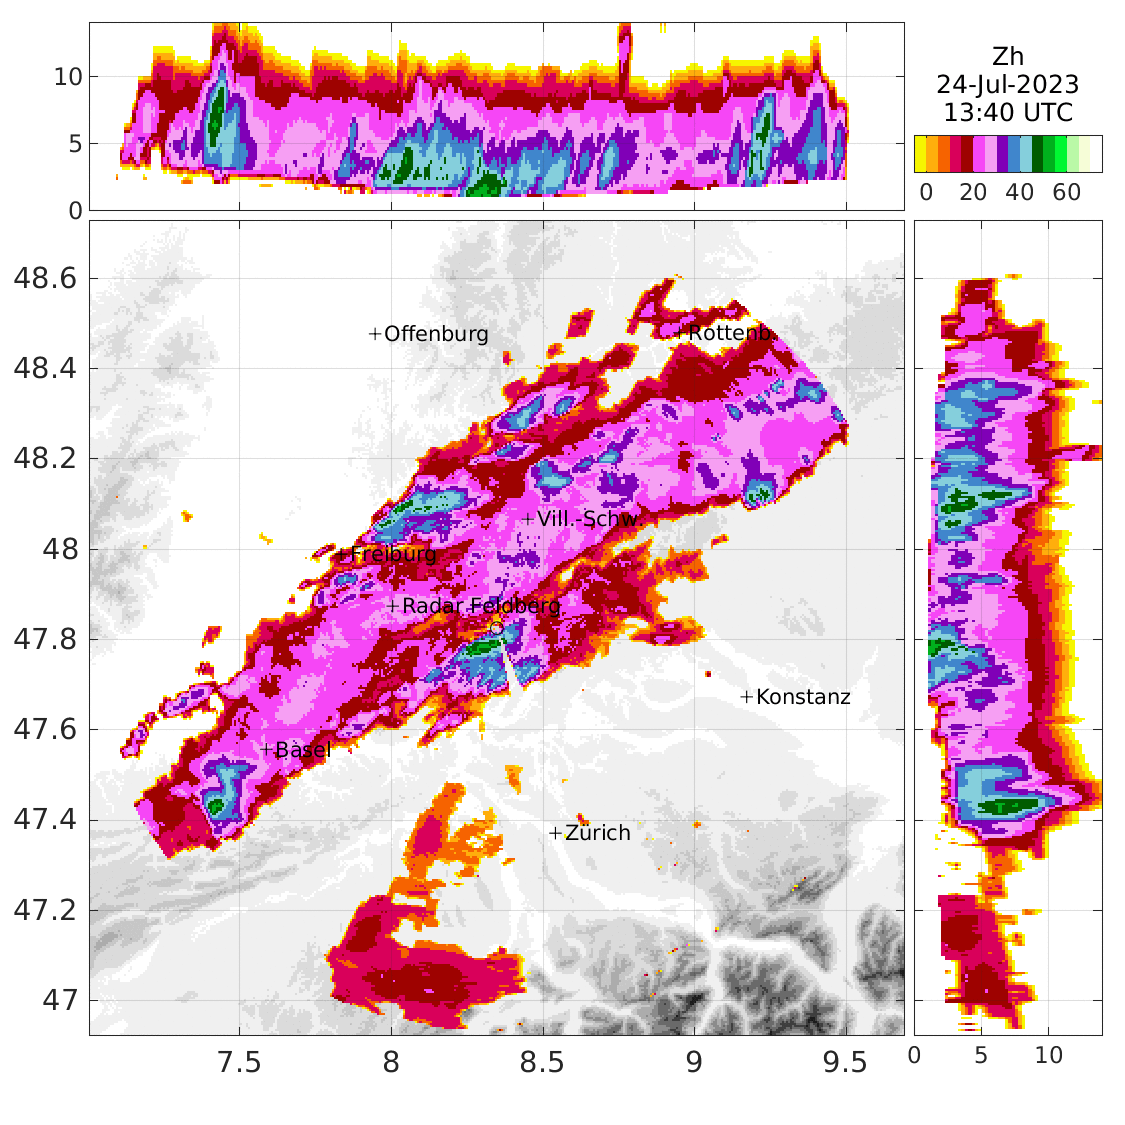 10
5
0
Zh
24-Jul-2023
13:40 UTC
0 20 40 60
48.6
48.4
48.2
48
47.8
47.6
47.4
47.2
47
+Offenburg
+Rottenb.
+Vill.-Schw.
+Freiburg
+Radar Feldberg
+Konstanz
+Basel
+Zürich
7.5 8 8.5 9 9.5
0 5 10